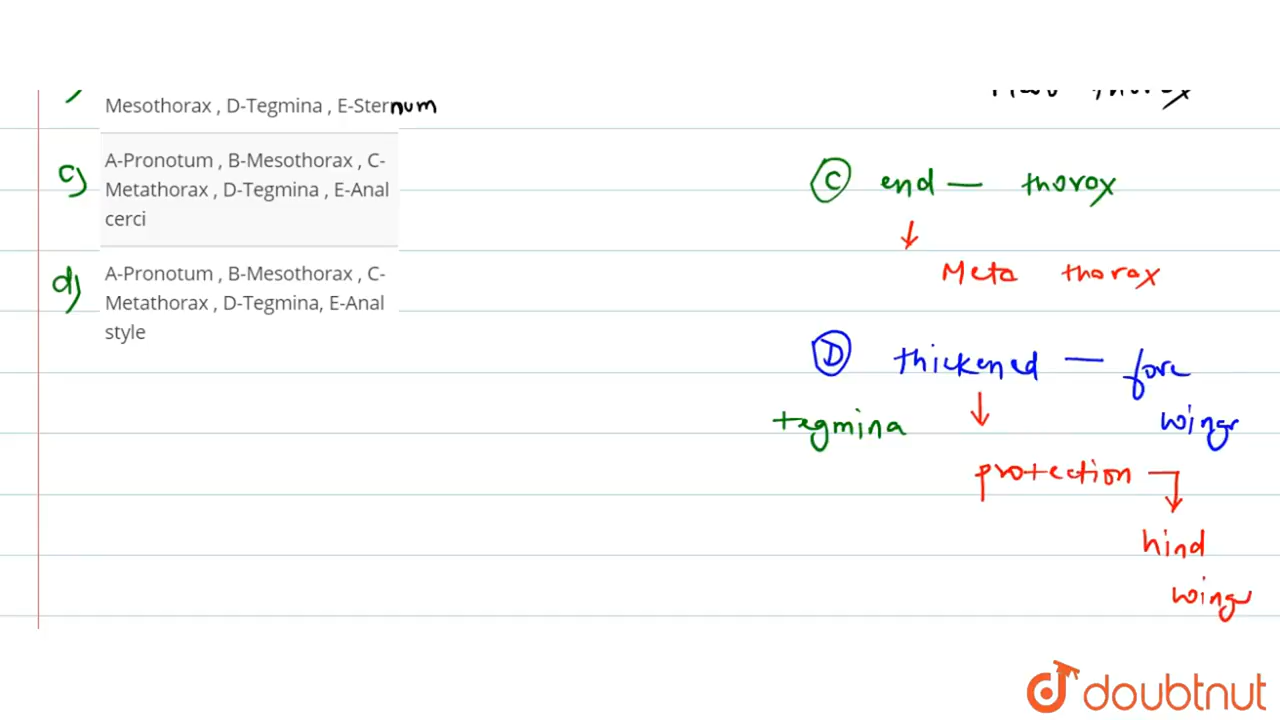 Mesothorax , D-Tegmina , E-Sternum
c)
A-Pronotum , B-Mesothorax , C-
Metathorax , D-Tegmina , E-Anal
cerci
d)
A-Pronotum , B-Mesothorax , C-
Metathorax , D-Tegmina, E-Anal
style
thorax
C end — thorax
↓
Meta thorax
D thickened — fore
wings
tegmina ↓
protection
↓
hind
wings
doubtnut